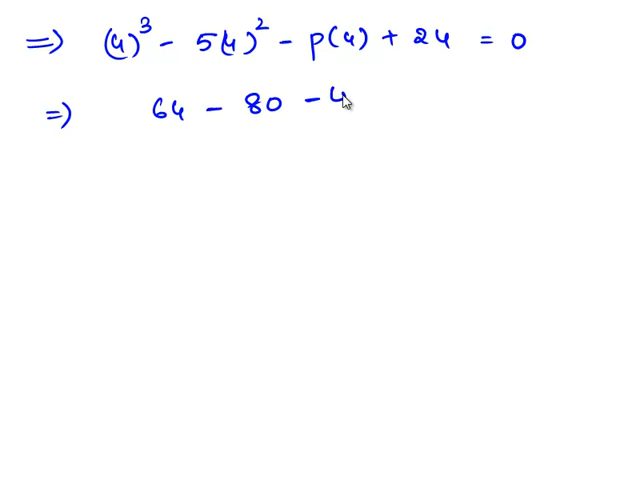 => (4)³ - 5(4)² - p(4) + 24 = 0
=> 64 - 80 - 4